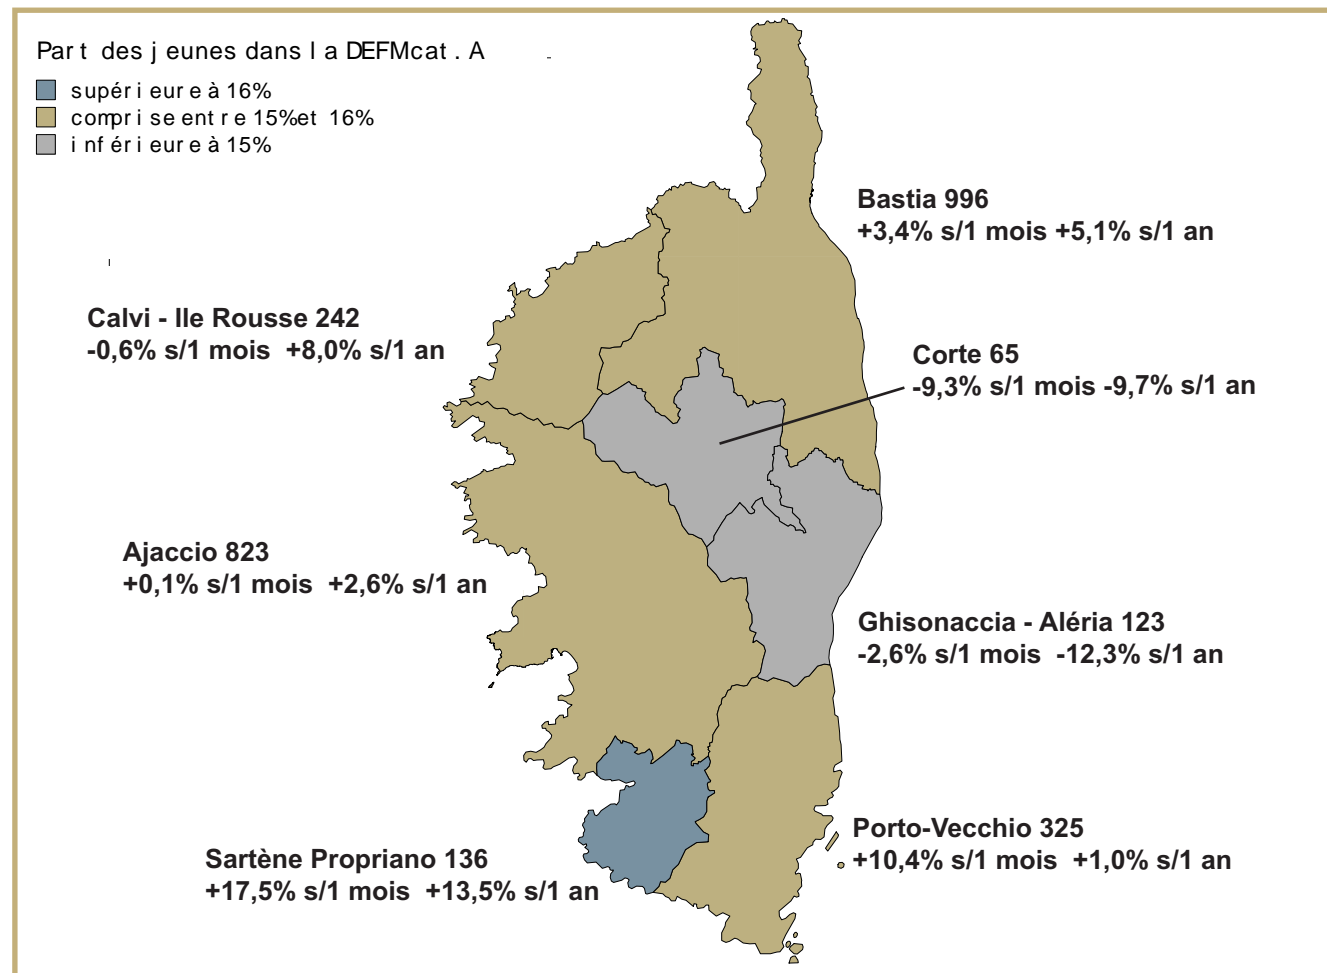 Part des jeunes dans la DEFM cat. A
supérieure à 16%
comprise entre 15% et 16%
inférieure à 15%
Bastia 996
+3,4% s/1 mois +5,1% s/1 an
Calvi - Ile Rousse 242
-0,6% s/1 mois +8,0% s/1 an
Corte 65
-9,3% s/1 mois -9,7% s/1 an
Ajaccio 823
+0,1% s/1 mois +2,6% s/1 an
Ghisonaccia - Aléria 123
-2,6% s/1 mois -12,3% s/1 an
Porto-Vecchio 325
+10,4% s/1 mois +1,0% s/1 an
Sartène Propriano 136
+17,5% s/1 mois +13,5% s/1 an